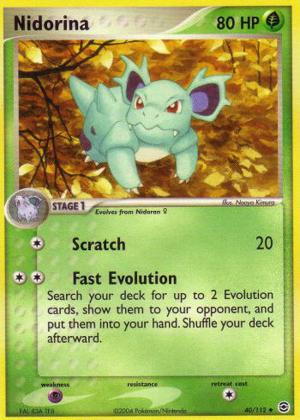 Nidorina 80 HP
Illus. Naoyo Kimura
STAGE 1
Evolves from Nidoran ♀
Scratch 20
Fast Evolution
Search your deck for up to 2 Evolution
cards, show them to your opponent, and
put them into your hand. Shuffle your deck
afterward.
weakness resistance retreat cost
©2004 Pokémon/Nintendo 40/112